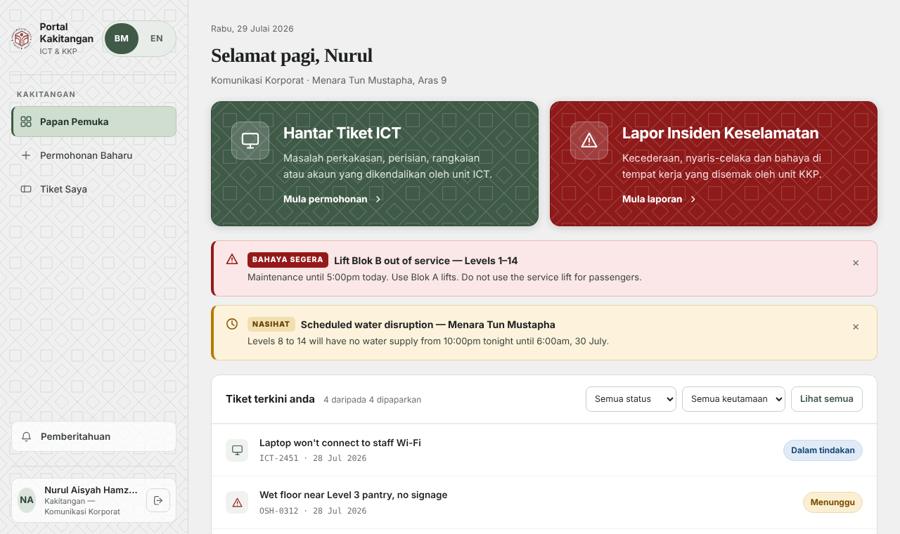 Portal
Kakitangan
ICT & KKP
BM
EN
KAKITANGAN
Papan Pemuka
Permohonan Baharu
Tiket Saya
Pemberitahuan
NA
Nurul Aisyah Hamz...
Kakitangan —
Komunikasi Korporat
Rabu, 29 Julai 2026
Selamat pagi, Nurul
Komunikasi Korporat · Menara Tun Mustapha, Aras 9
Hantar Tiket ICT
Masalah perkakasan, perisian, rangkaian
atau akaun yang dikendalikan oleh unit ICT.
Mula permohonan
Lapor Insiden Keselamatan
Kecederaan, nyaris-celaka dan bahaya di
tempat kerja yang disemak oleh unit KKP.
Mula laporan
BAHAYA SEGERA Lift Blok B out of service — Levels 1–14
Maintenance until 5:00pm today. Use Blok A lifts. Do not use the service lift for passengers.
NASIHAT Scheduled water disruption — Menara Tun Mustapha
Levels 8 to 14 will have no water supply from 10:00pm tonight until 6:00am, 30 July.
Tiket terkini anda 4 daripada 4 dipaparkan
Semua status
Semua keutamaan
Lihat semua
Laptop won't connect to staff Wi-Fi
ICT-2451 · 28 Jul 2026
Dalam tindakan
Wet floor near Level 3 pantry, no signage
OSH-0312 · 28 Jul 2026
Menunggu